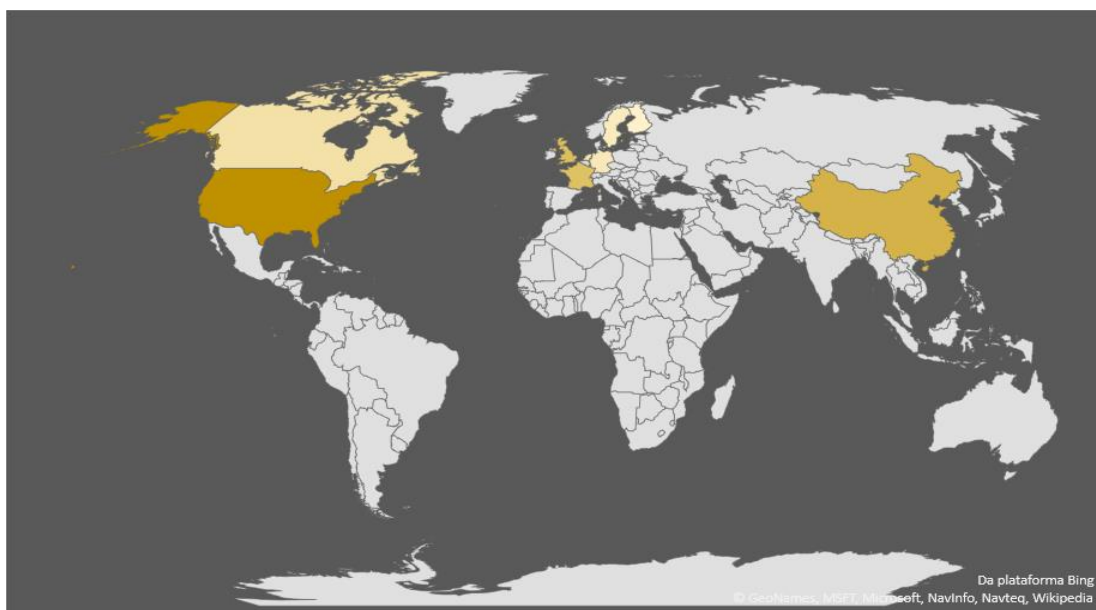 Da plataforma Bing
© GeoNames, MSFT, Microsoft, NavInfo, Navteq, Wikipedia